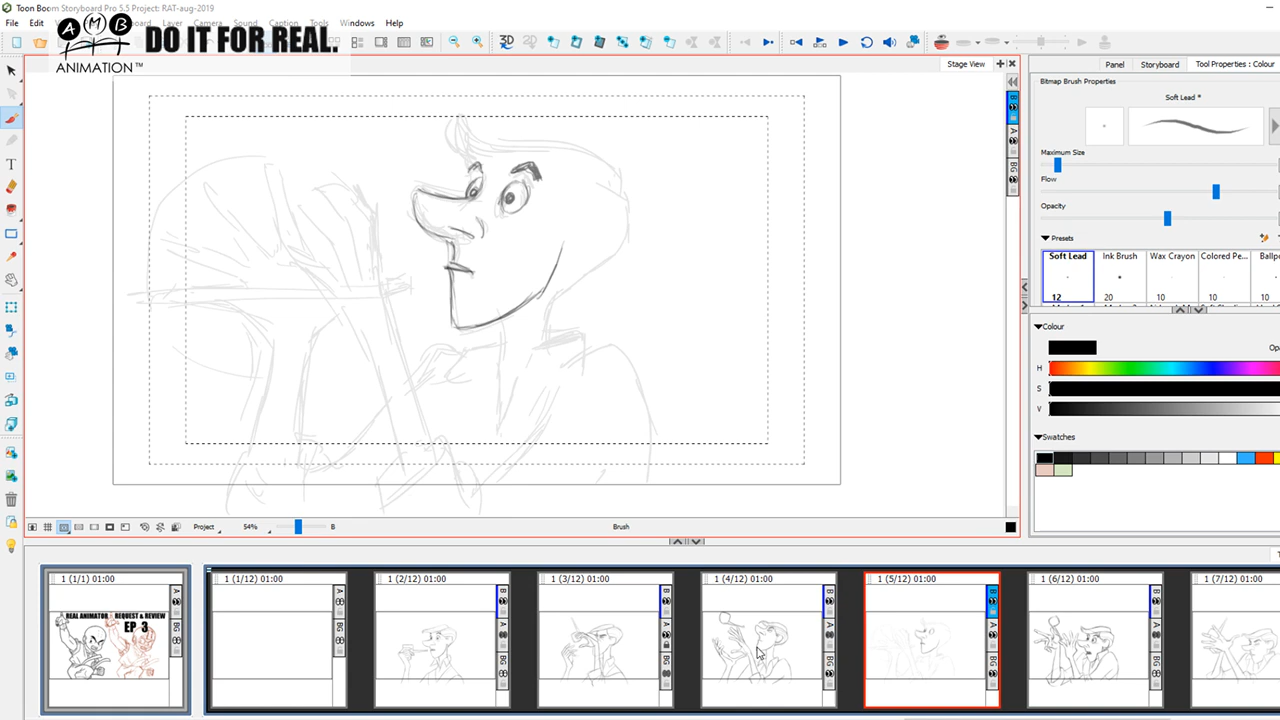 Toon Boom Storyboard Pro 5.5 Project: RAT-aug-2019
File Edit Layer Camera Sound Caption Tools Windows Help
AMB
ANIMATION™
DO IT FOR REAL.
3D
Stage View
Panel Storyboard Tool Properties : Colour
Bitmap Brush Properties
Soft Lead *
Maximum Size
Flow
Opacity
Presets
Soft Lead Ink Brush Wax Crayon Colored Pe... Ballpo
12 20 10 10 10
Colour
H
S
V
Swatches
B
A
BG
Project 54% B Brush
1 (1/1) 01:00
1 (1/12) 01:00
1 (2/12) 01:00
1 (3/12) 01:00
1 (4/12) 01:00
1 (5/12) 01:00
1 (6/12) 01:00
1 (7/12) 01:00
REAL ANIMATOR REQUEST & REVIEW
EP 3